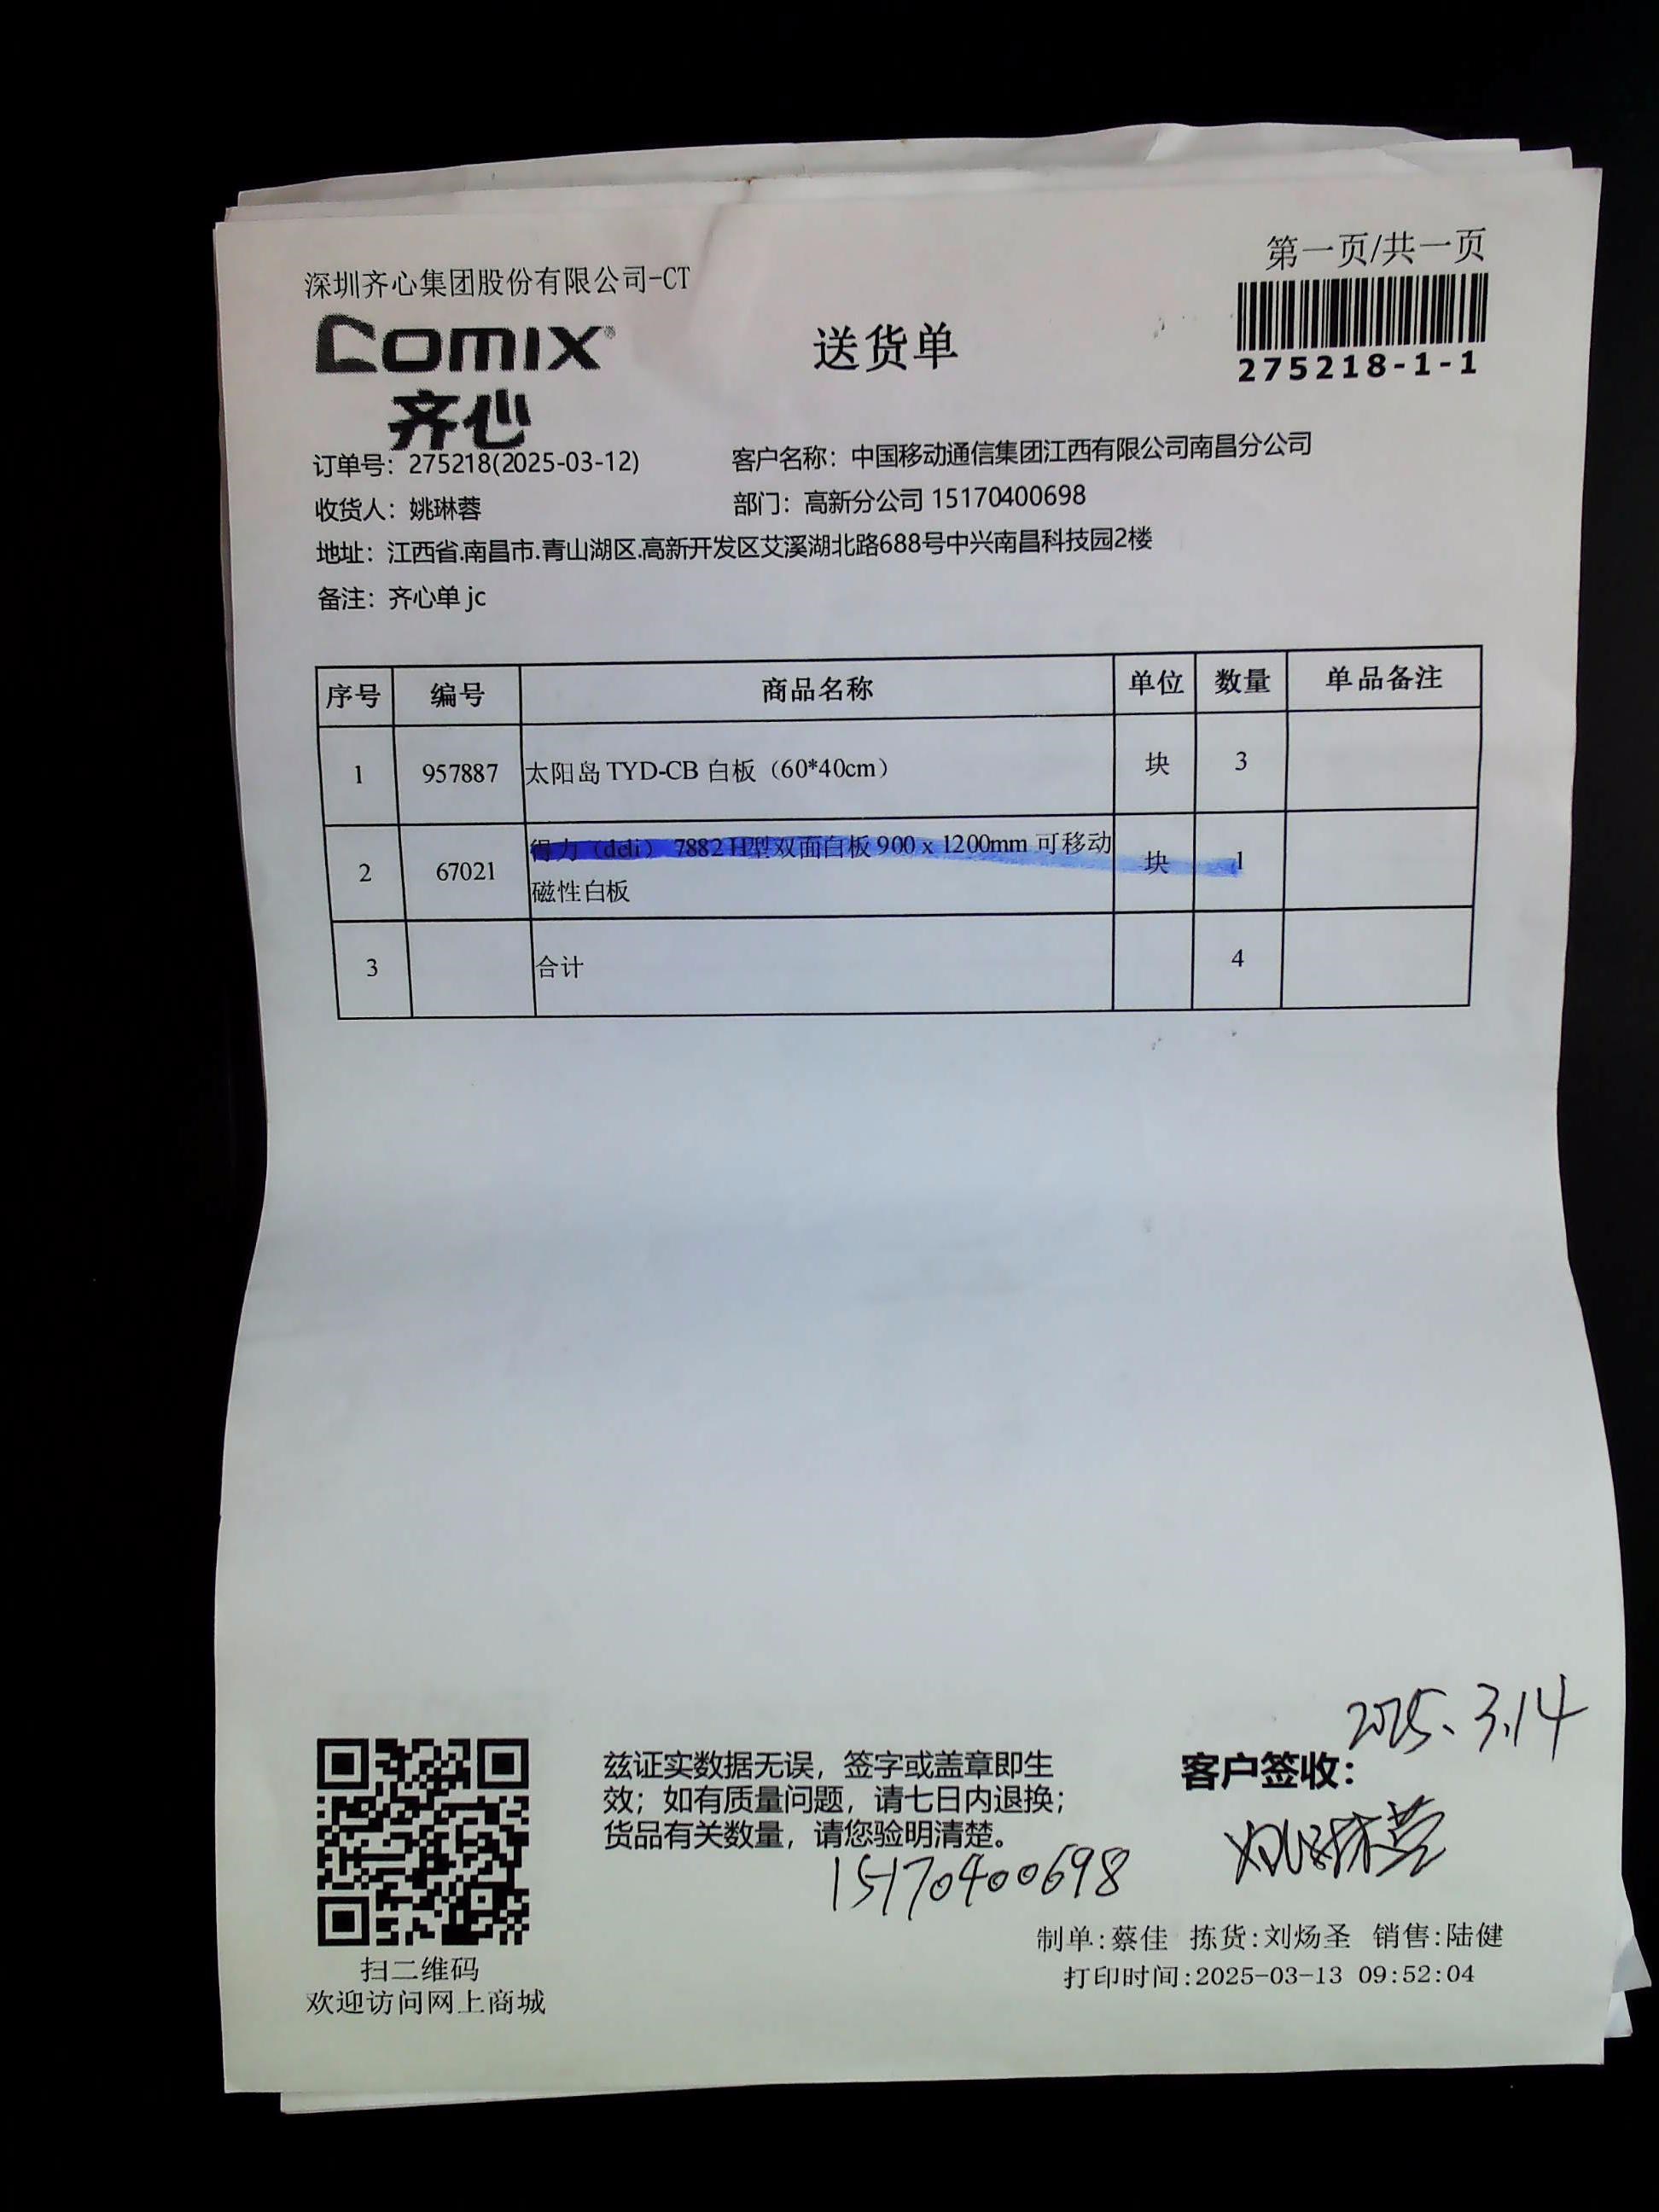 第一页/共一页
深圳齐心集团股份有限公司-CT
comix
齐心
送货单
275218-1-1
订单号：275218(2025-03-12) 客户名称：中国移动通信集团江西有限公司南昌分公司
收货人：姚琳蓉 部门：高新分公司 15170400698
地址：江西省.南昌市.青山湖区.高新开发区艾溪湖北路688号中兴南昌科技园2楼
备注：齐心单 jc
序号 编号 商品名称 单位 数量 单品备注
1 957887 太阳岛 TYD-CB 白板（60*40cm） 块 3
2 67021 得力（deli） 7882 H型双面白板 900 x 1200mm 可移动 块 1
磁性白板
3 合计 4
2025.3.14
兹证实数据无误，签字或盖章即生
效；如有质量问题，请七日内退换；
货品有关数量，请您验明清楚。
客户签收：
姚琳蓉
15170400698
制单:蔡佳 拣货:刘炀圣 销售:陆健
打印时间:2025-03-13 09:52:04
扫二维码
欢迎访问网上商城